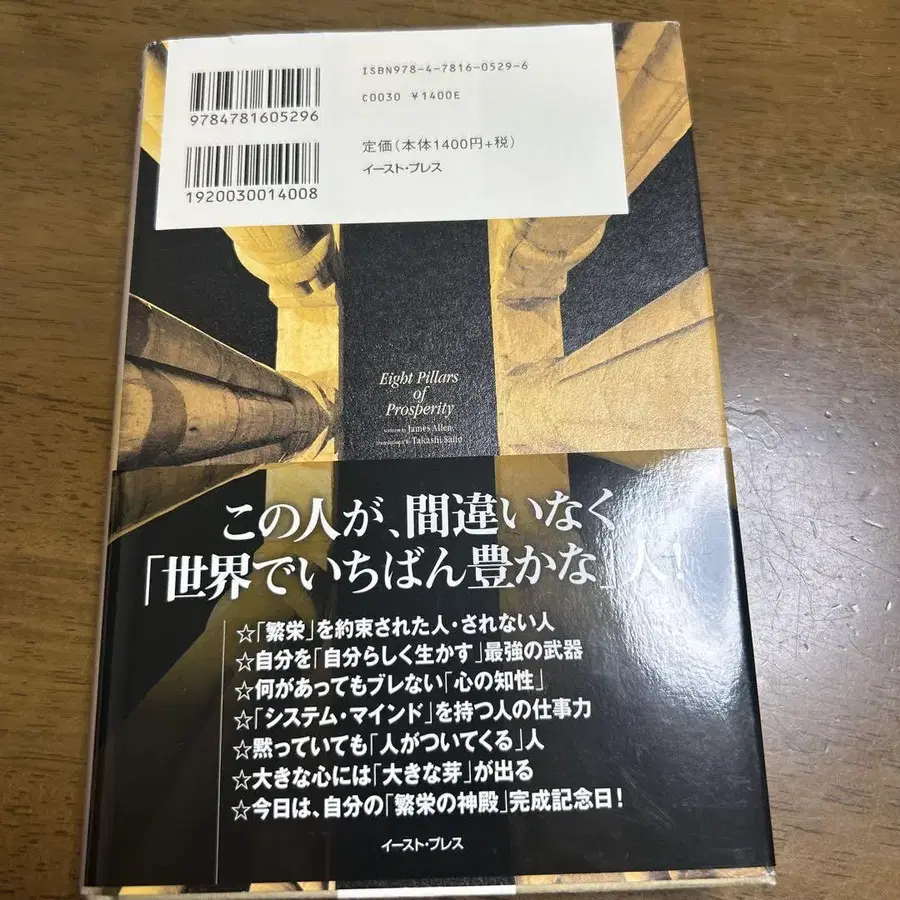 ISBN978-4-7816-0529-6
C0030 ¥1400E
9784781605296
定価(本体1400円+税)
イースト・プレス
1920030014008
Eight Pillars
of
Prosperity
written by James Allen,
Takashi Saito
この人が、間違いなく
「世界でいちばん豊かな」人!
☆「繁栄」を約束された人・されない人
☆自分を「自分らしく生かす」最強の武器
☆何があってもブレない「心の知性」
☆「システム・マインド」を持つ人の仕事力
☆黙っていても「人がついてくる」人
☆大きな心には「大きな芽」が出る
☆今日は、自分の「繁栄の神殿」完成記念日!
イースト・プレス